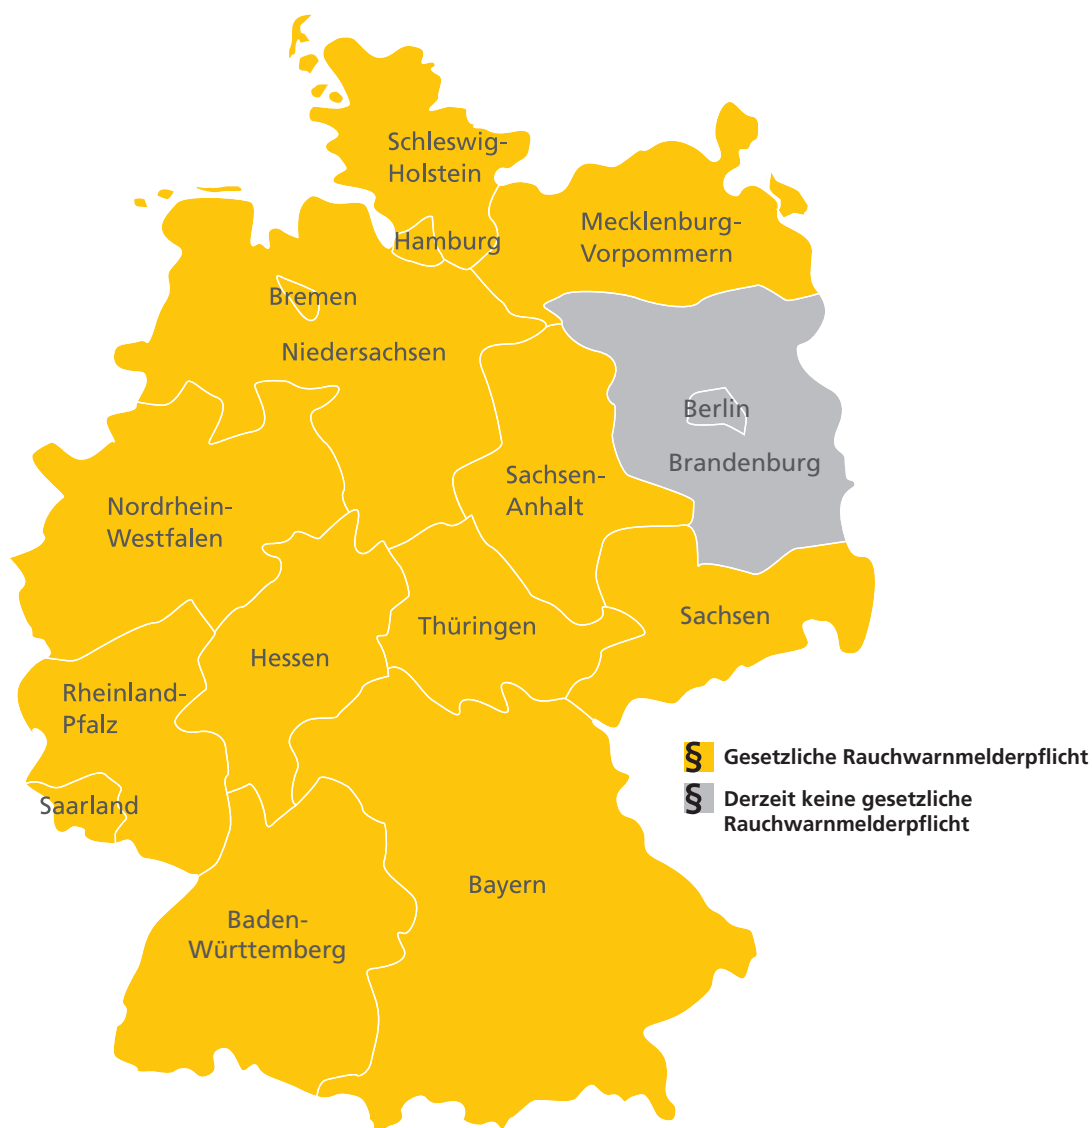 Schleswig-
Holstein
Mecklenburg-
Vorpommern
Hamburg
Bremen
Niedersachsen
Berlin
Brandenburg
Sachsen-
Anhalt
Nordrhein-
Westfalen
Sachsen
Thüringen
Hessen
Rheinland-
Pfalz
Saarland
§ Gesetzliche Rauchwarnmelderpflicht
§ Derzeit keine gesetzliche
Rauchwarnmelderpflicht
Bayern
Baden-
Württemberg